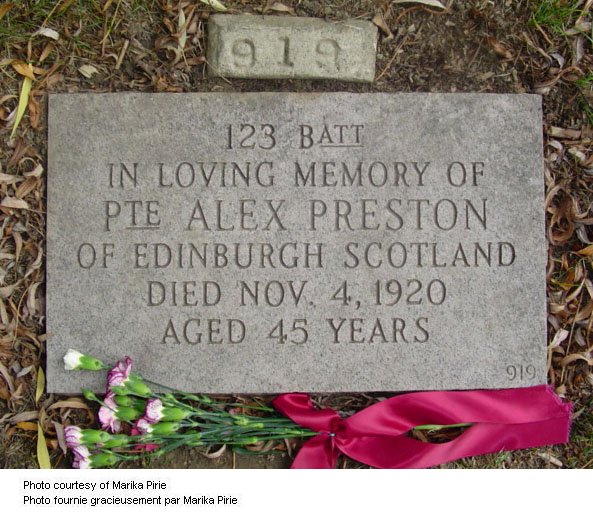 919
123 BATT
IN LOVING MEMORY OF
PTE ALEX PRESTON
OF EDINBURGH SCOTLAND
DIED NOV. 4, 1920
AGED 45 YEARS
919
Photo courtesy of Marika Pirie
Photo fournie gracieusement par Marika Pirie